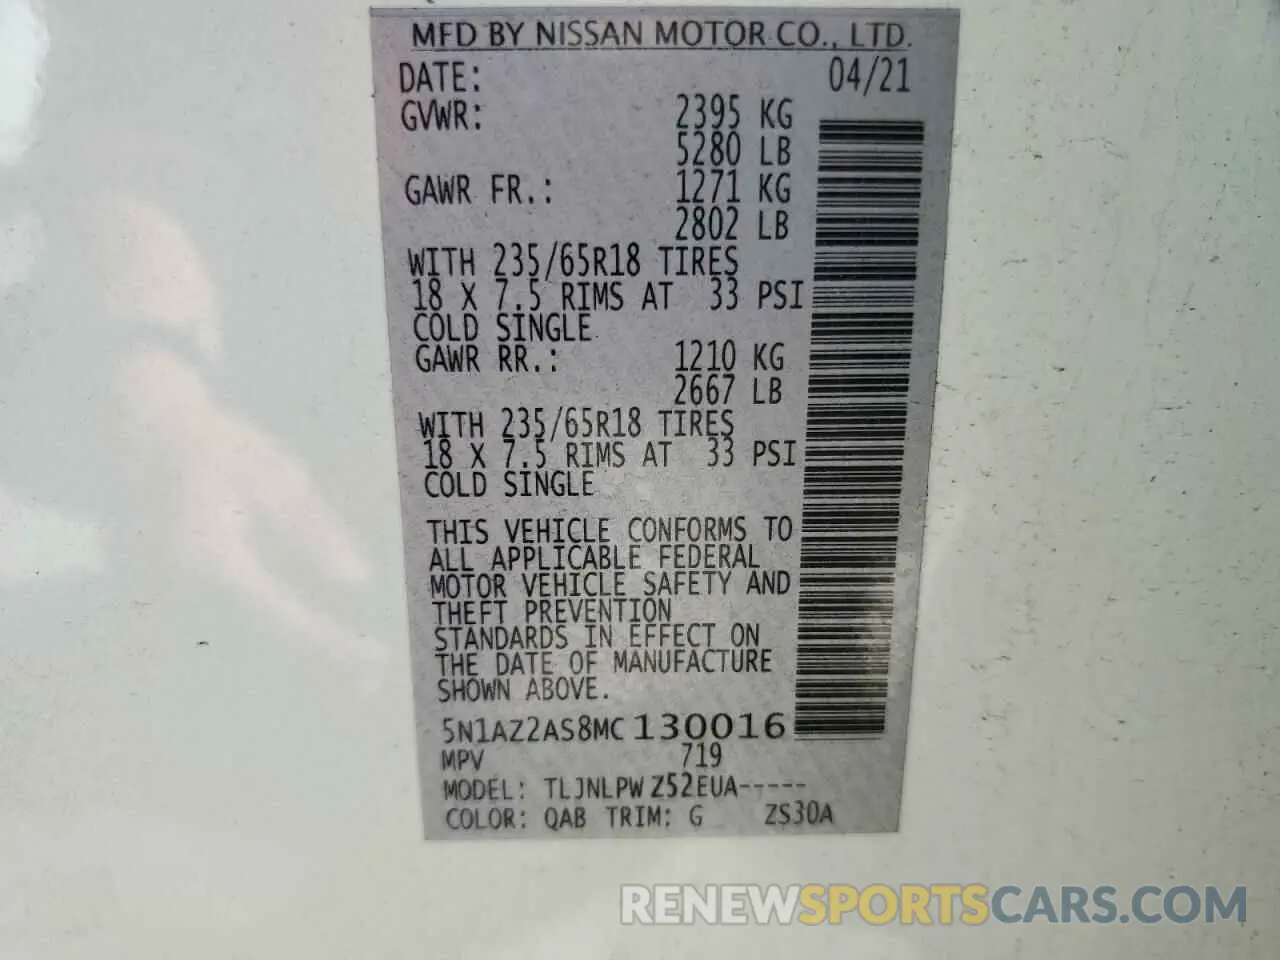 MFD BY NISSAN MOTOR CO., LTD.
DATE: 04/21
GVWR: 2395 KG
5280 LB
GAWR FR.: 1271 KG
2802 LB
WITH 235/65R18 TIRES
18 X 7.5 RIMS AT 33 PSI
COLD SINGLE
GAWR RR.: 1210 KG
2667 LB
WITH 235/65R18 TIRES
18 X 7.5 RIMS AT 33 PSI
COLD SINGLE
THIS VEHICLE CONFORMS TO
ALL APPLICABLE FEDERAL
MOTOR VEHICLE SAFETY AND
THEFT PREVENTION
STANDARDS IN EFFECT ON
THE DATE OF MANUFACTURE
SHOWN ABOVE.
5N1AZ2AS8MC130016
MPV 719
MODEL: TLJNLPW Z52EUA-----
COLOR: QAB TRIM: G ZS30A
RENEWSPORTSCARS.COM